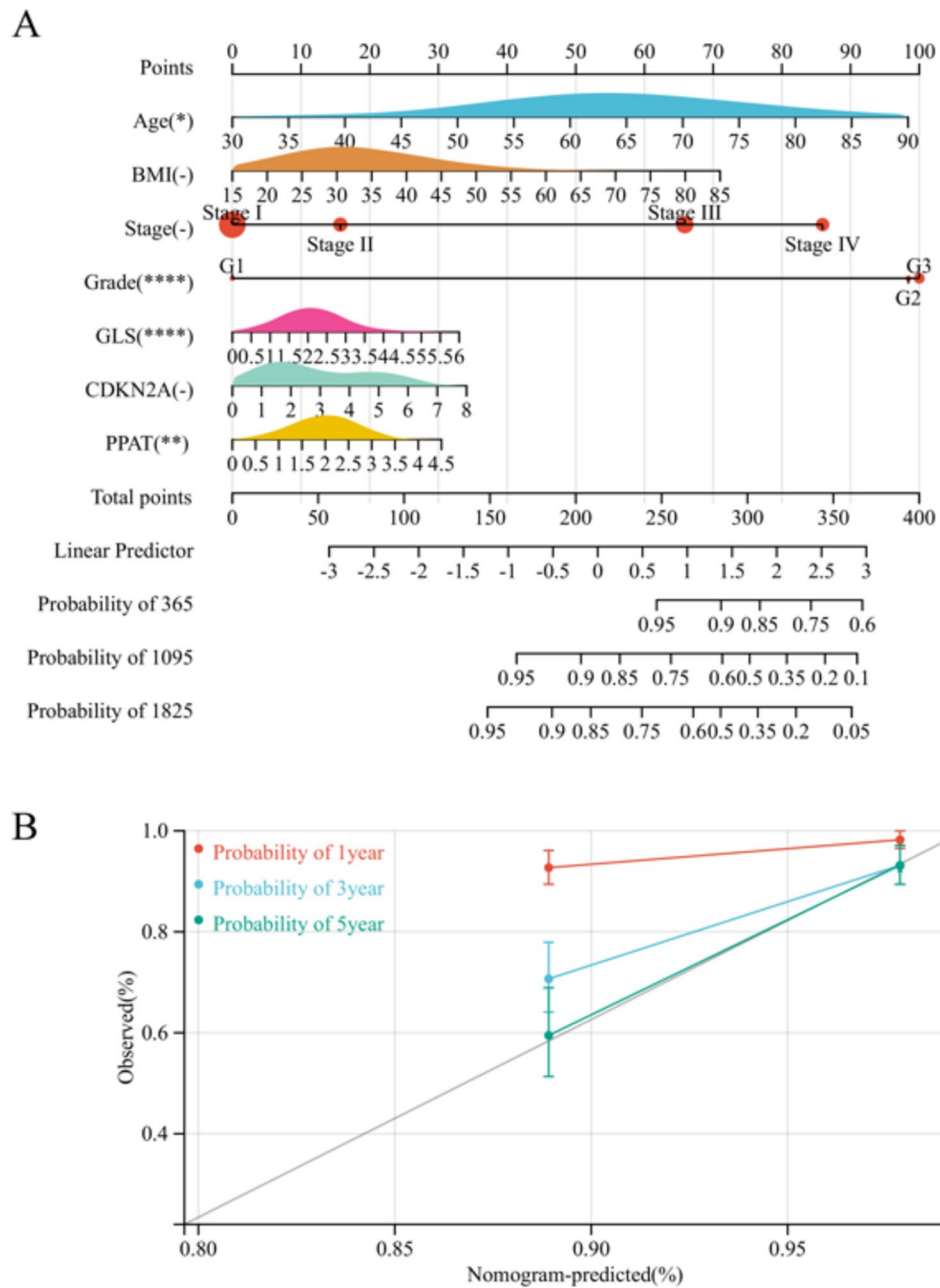 A
Points 0 10 20 30 40 50 60 70 80 90 100
Age(*)
30 35 40 45 50 55 60 65 70 75 80 85 90
BMI(-)
15 20 25 30 35 40 45 50 55 60 65 70 75 80 85
Stage I Stage III
Stage(-)
Stage II Stage IV
G1 G3
Grade(****)
G2
GLS(****)
00.511.522.533.544.555.56
CDKN2A(-)
0 1 2 3 4 5 6 7 8
PPAT(**)
0 0.5 1 1.5 2 2.5 3 3.5 4 4.5
Total points
0 50 100 150 200 250 300 350 400
Linear Predictor
-3 -2.5 -2 -1.5 -1 -0.5 0 0.5 1 1.5 2 2.5 3
Probability of 365
0.95 0.9 0.85 0.75 0.6
Probability of 1095
0.95 0.9 0.85 0.75 0.60.5 0.35 0.2 0.1
Probability of 1825
0.95 0.9 0.85 0.75 0.60.5 0.35 0.2 0.05
B
1.0
Probability of 1year
Probability of 3year
Probability of 5year
0.8
0.6
0.4
Observed(%)
0.80 0.85 0.90 0.95
Nomogram-predicted(%)